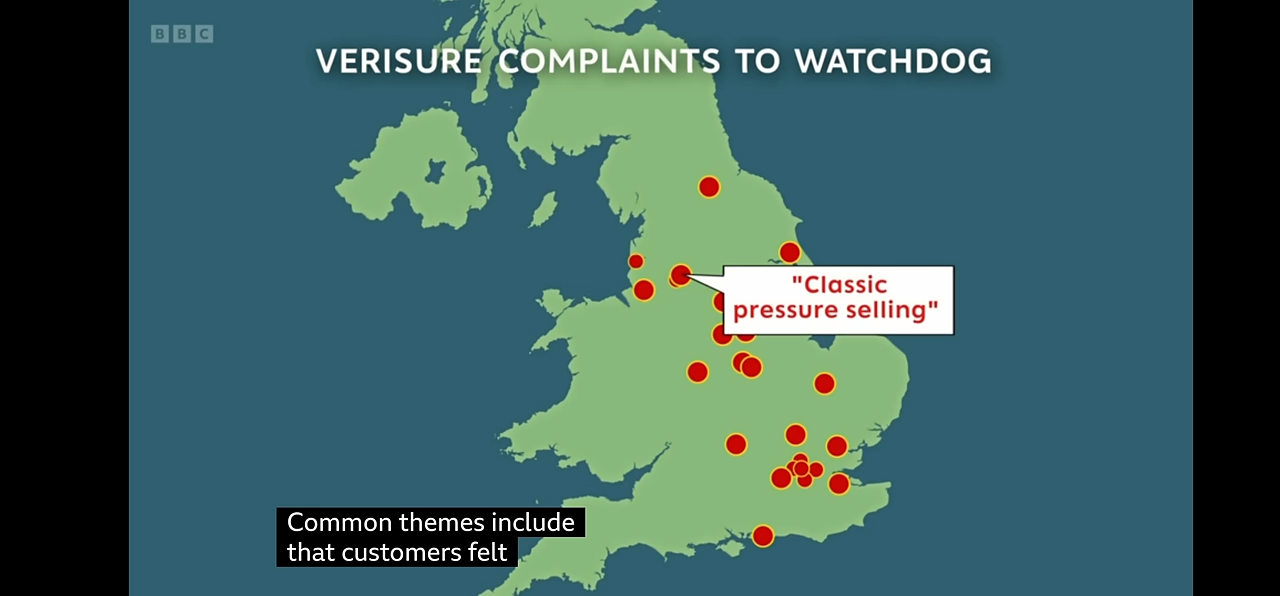 BBC
VERISURE COMPLAINTS TO WATCHDOG
"Classic
pressure selling"
Common themes include
that customers felt